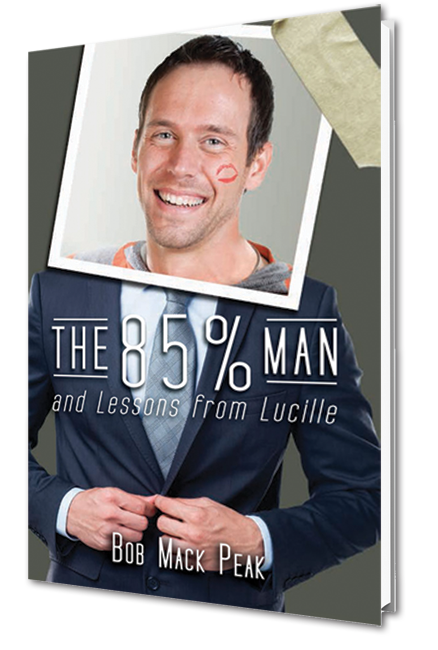 THE 85% MAN
and Lessons from Lucille
BOB MACK PEAK